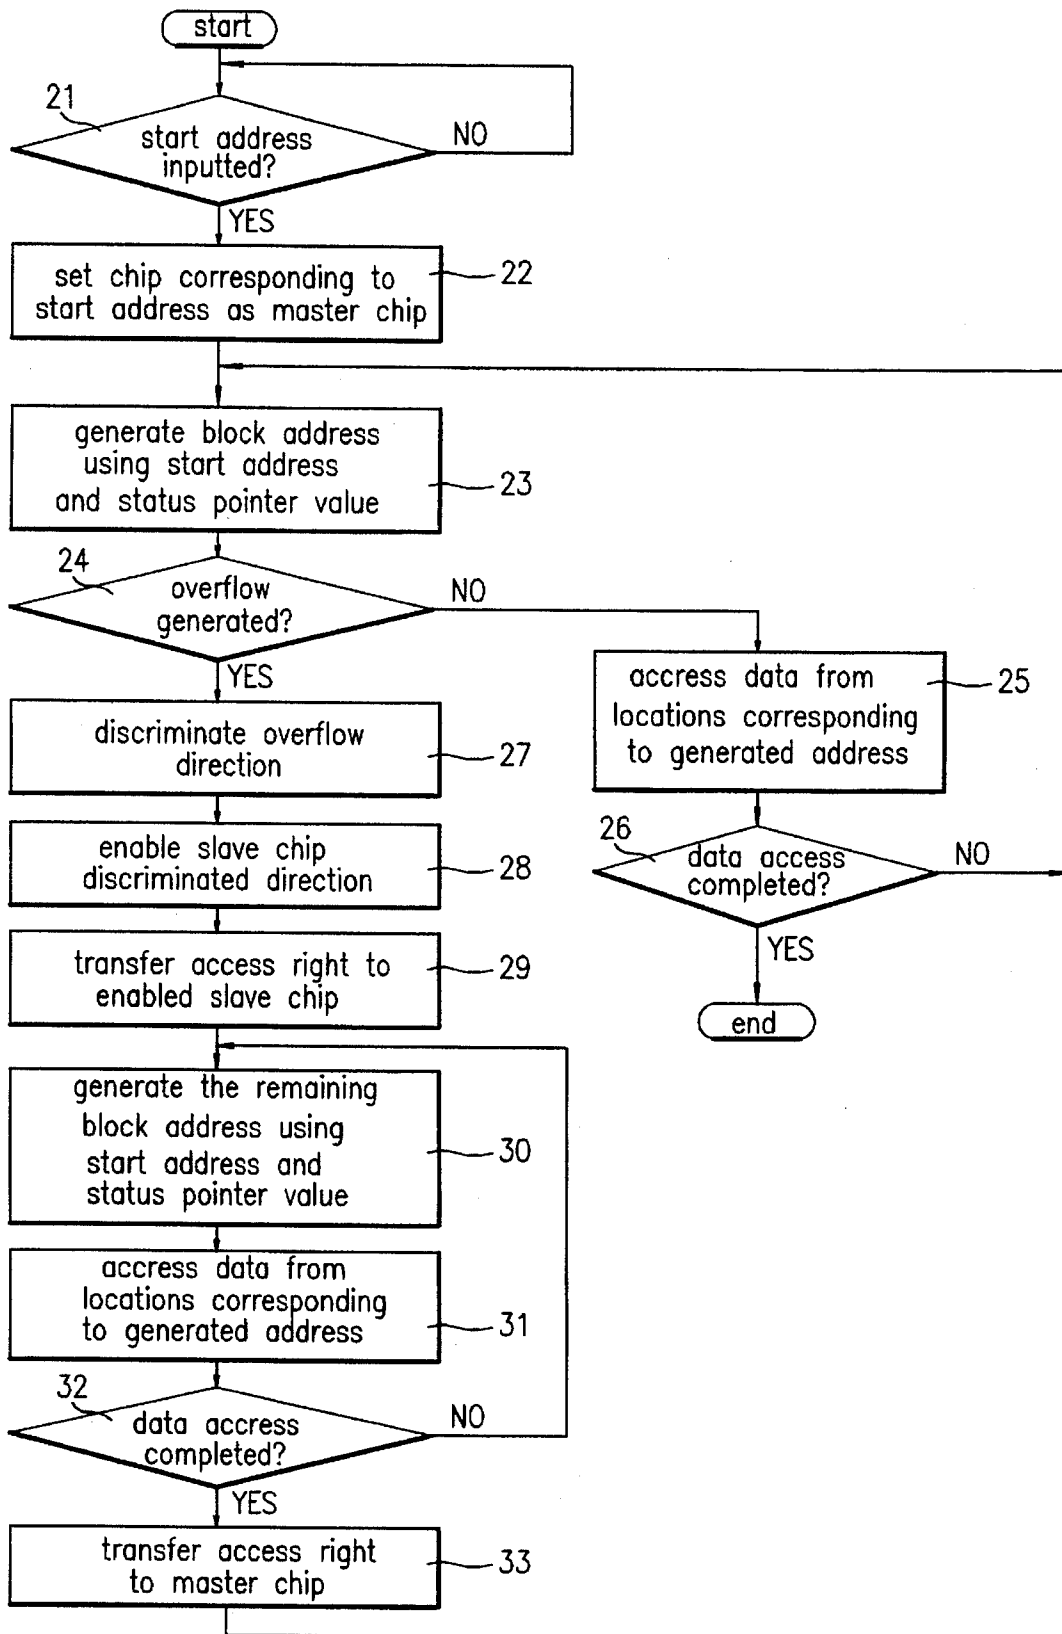 start
21
start address
inputted?
NO
YES
set chip corresponding to
start address as master chip
22
generate block address
using start address
and status pointer value
23
24
overflow
generated?
NO
YES
accress data from
locations corresponding
to generated address
25
discriminate overflow
direction
27
26
data access
completed?
NO
YES
end
enable slave chip
discriminated direction
28
transfer access right to
enabled slave chip
29
generate the remaining
block address using
start address and
status pointer value
30
accress data from
locations corresponding
to generated address
31
32
data accress
completed?
NO
YES
transfer access right
to master chip
33